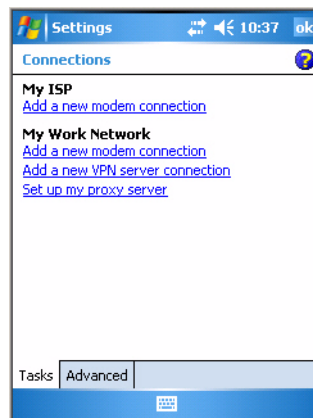 Settings 10:37 ok
Connections ?
My ISP
Add a new modem connection
My Work Network
Add a new modem connection
Add a new VPN server connection
Set up my proxy server
Tasks Advanced